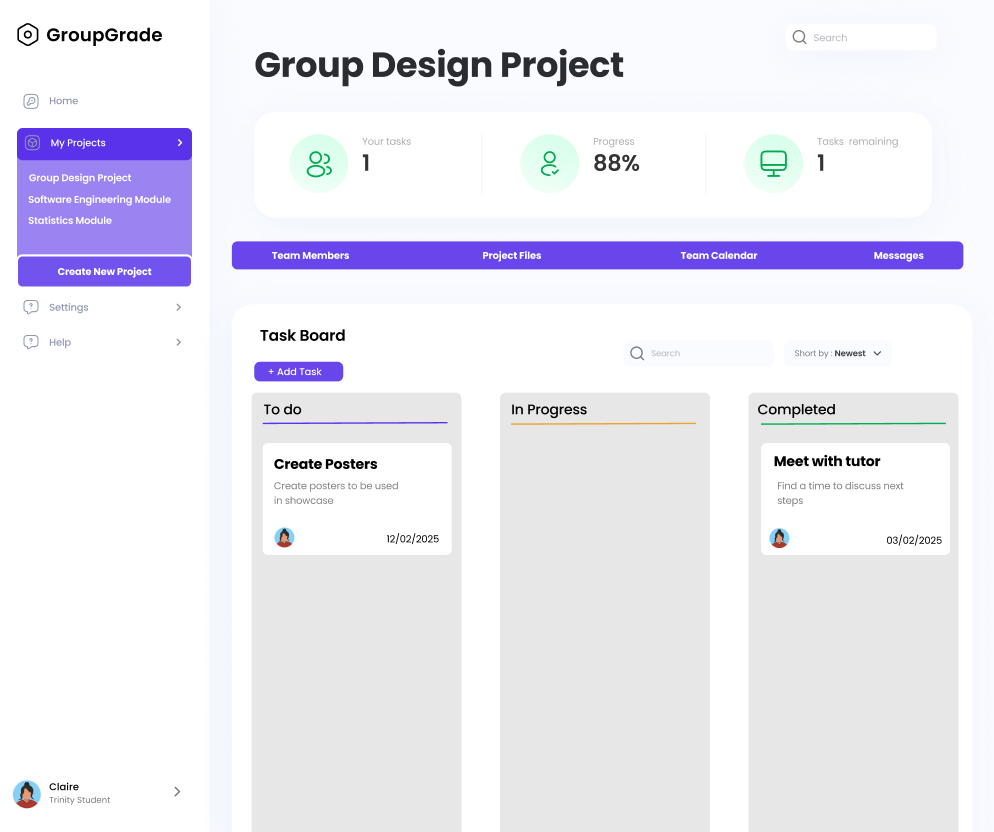 GroupGrade
Home
My Projects
Group Design Project
Software Engineering Module
Statistics Module
Create New Project
Settings
Help
Claire
Trinity Student
Search
Group Design Project
Your tasks
1
Progress
88%
Tasks remaining
1
Team Members
Project Files
Team Calendar
Messages
Task Board
+ Add Task
Search
Short by : Newest
To do
Create Posters
Create posters to be used
in showcase
12/02/2025
In Progress
Completed
Meet with tutor
Find a time to discuss next
steps
03/02/2025